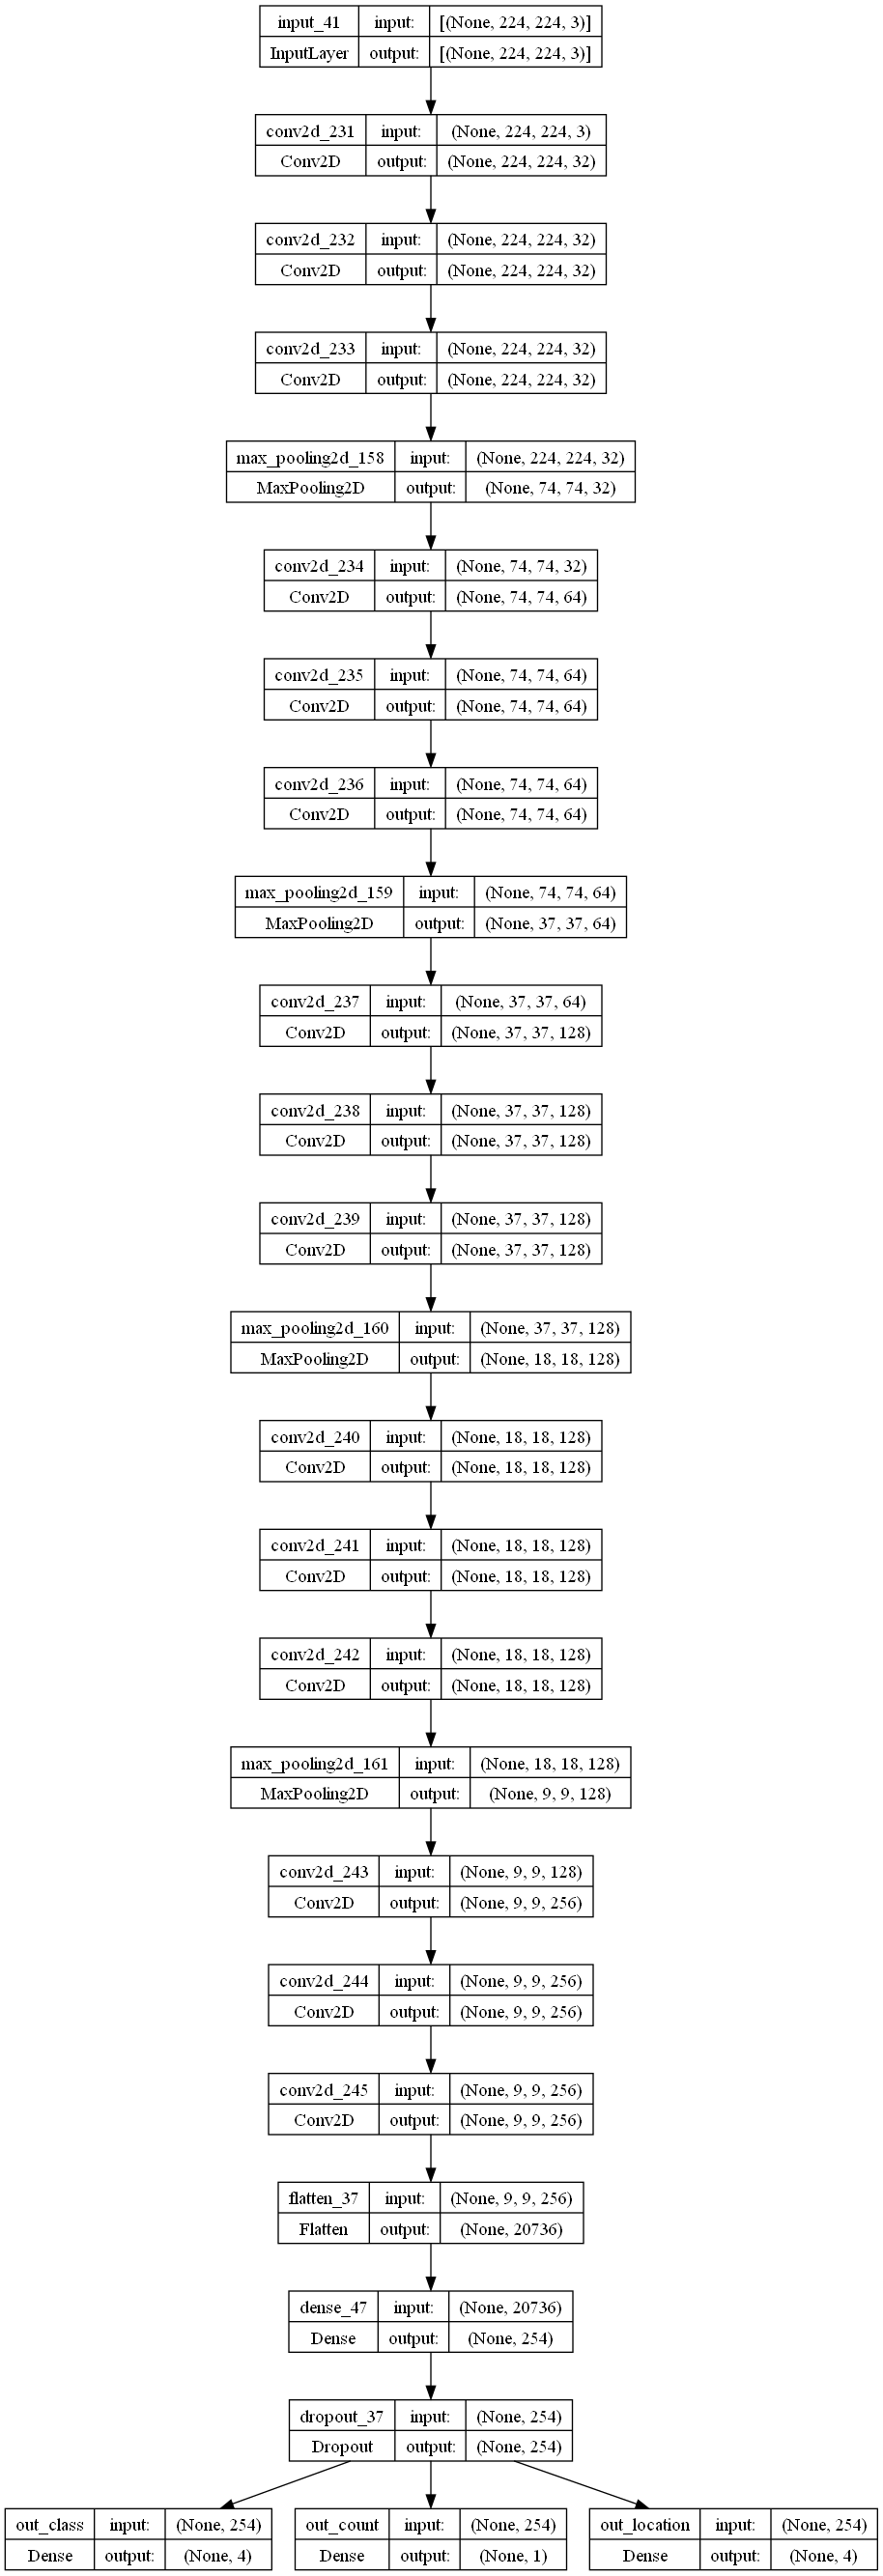 input_41 input: [(None, 224, 224, 3)]
InputLayer output: [(None, 224, 224, 3)]
conv2d_231 input: (None, 224, 224, 3)
Conv2D output: (None, 224, 224, 32)
conv2d_232 input: (None, 224, 224, 32)
Conv2D output: (None, 224, 224, 32)
conv2d_233 input: (None, 224, 224, 32)
Conv2D output: (None, 224, 224, 32)
max_pooling2d_158 input: (None, 224, 224, 32)
MaxPooling2D output: (None, 74, 74, 32)
conv2d_234 input: (None, 74, 74, 32)
Conv2D output: (None, 74, 74, 64)
conv2d_235 input: (None, 74, 74, 64)
Conv2D output: (None, 74, 74, 64)
conv2d_236 input: (None, 74, 74, 64)
Conv2D output: (None, 74, 74, 64)
max_pooling2d_159 input: (None, 74, 74, 64)
MaxPooling2D output: (None, 37, 37, 64)
conv2d_237 input: (None, 37, 37, 64)
Conv2D output: (None, 37, 37, 128)
conv2d_238 input: (None, 37, 37, 128)
Conv2D output: (None, 37, 37, 128)
conv2d_239 input: (None, 37, 37, 128)
Conv2D output: (None, 37, 37, 128)
max_pooling2d_160 input: (None, 37, 37, 128)
MaxPooling2D output: (None, 18, 18, 128)
conv2d_240 input: (None, 18, 18, 128)
Conv2D output: (None, 18, 18, 128)
conv2d_241 input: (None, 18, 18, 128)
Conv2D output: (None, 18, 18, 128)
conv2d_242 input: (None, 18, 18, 128)
Conv2D output: (None, 18, 18, 128)
max_pooling2d_161 input: (None, 18, 18, 128)
MaxPooling2D output: (None, 9, 9, 128)
conv2d_243 input: (None, 9, 9, 128)
Conv2D output: (None, 9, 9, 256)
conv2d_244 input: (None, 9, 9, 256)
Conv2D output: (None, 9, 9, 256)
conv2d_245 input: (None, 9, 9, 256)
Conv2D output: (None, 9, 9, 256)
flatten_37 input: (None, 9, 9, 256)
Flatten output: (None, 20736)
dense_47 input: (None, 20736)
Dense output: (None, 254)
dropout_37 input: (None, 254)
Dropout output: (None, 254)
out_class input: (None, 254) out_count input: (None, 254) out_location input: (None, 254)
Dense output: (None, 4) Dense output: (None, 1) Dense output: (None, 4)